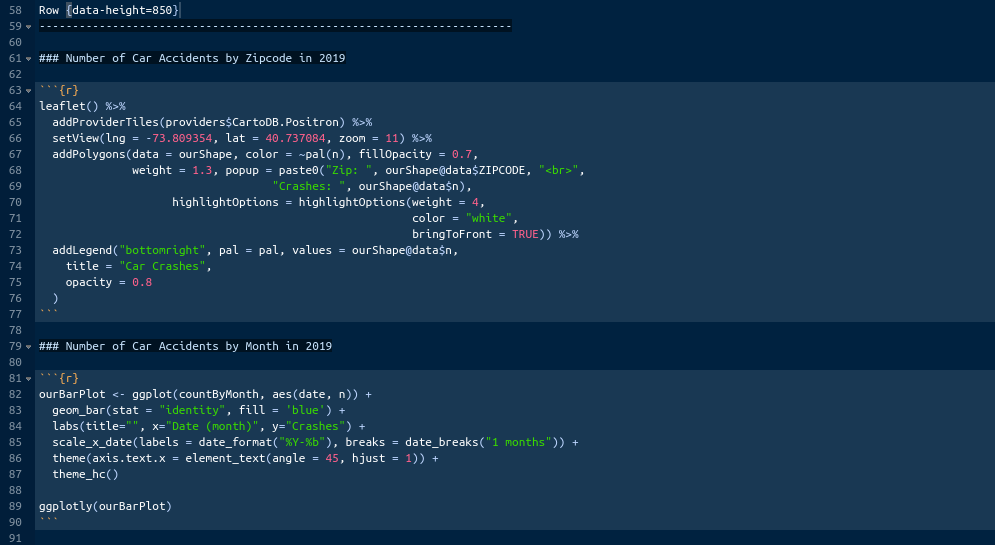 58 Row {data-height=850}
59 -----------------------------------------------------------------------
60
61 ### Number of Car Accidents by Zipcode in 2019
62
63 ```{r}
64 leaflet() %>%
65   addProviderTiles(providers$CartoDB.Positron) %>%
66   setView(lng = -73.809354, lat = 40.737084, zoom = 11) %>%
67   addPolygons(data = ourShape, color = ~pal(n), fillOpacity = 0.7,
68               weight = 1.3, popup = paste0("Zip: ", ourShape@data$ZIPCODE, "<br>",
69                                    "Crashes: ", ourShape@data$n),
70                     highlightOptions = highlightOptions(weight = 4,
71                                                         color = "white",
72                                                         bringToFront = TRUE)) %>%
73   addLegend("bottomright", pal = pal, values = ourShape@data$n,
74     title = "Car Crashes",
75     opacity = 0.8
76   )
77 ```
78
79 ### Number of Car Accidents by Month in 2019
80
81 ```{r}
82 ourBarPlot <- ggplot(countByMonth, aes(date, n)) +
83   geom_bar(stat = "identity", fill = 'blue') +
84   labs(title="", x="Date (month)", y="Crashes") +
85   scale_x_date(labels = date_format("%Y-%b"), breaks = date_breaks("1 months")) +
86   theme(axis.text.x = element_text(angle = 45, hjust = 1)) +
87   theme_hc()
88
89 ggplotly(ourBarPlot)
90 ```
91